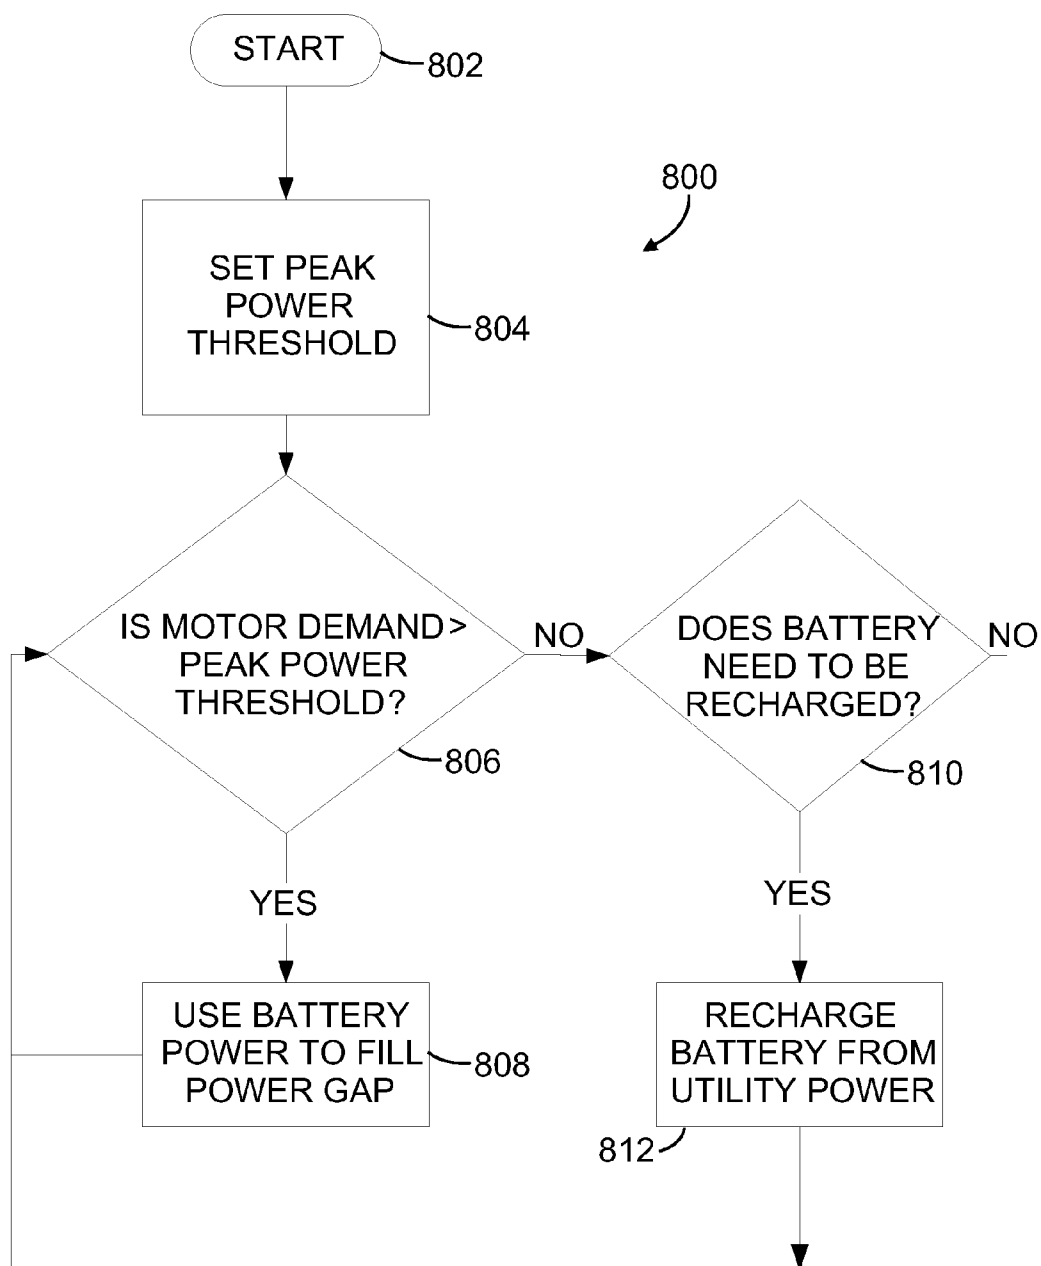 START
802
800
SET PEAK
POWER
THRESHOLD
804
IS MOTOR DEMAND>
PEAK POWER
THRESHOLD?
806
NO
DOES BATTERY
NEED TO BE
RECHARGED?
810
NO
YES
YES
USE BATTERY
POWER TO FILL
POWER GAP
808
RECHARGE
BATTERY FROM
UTILITY POWER
812